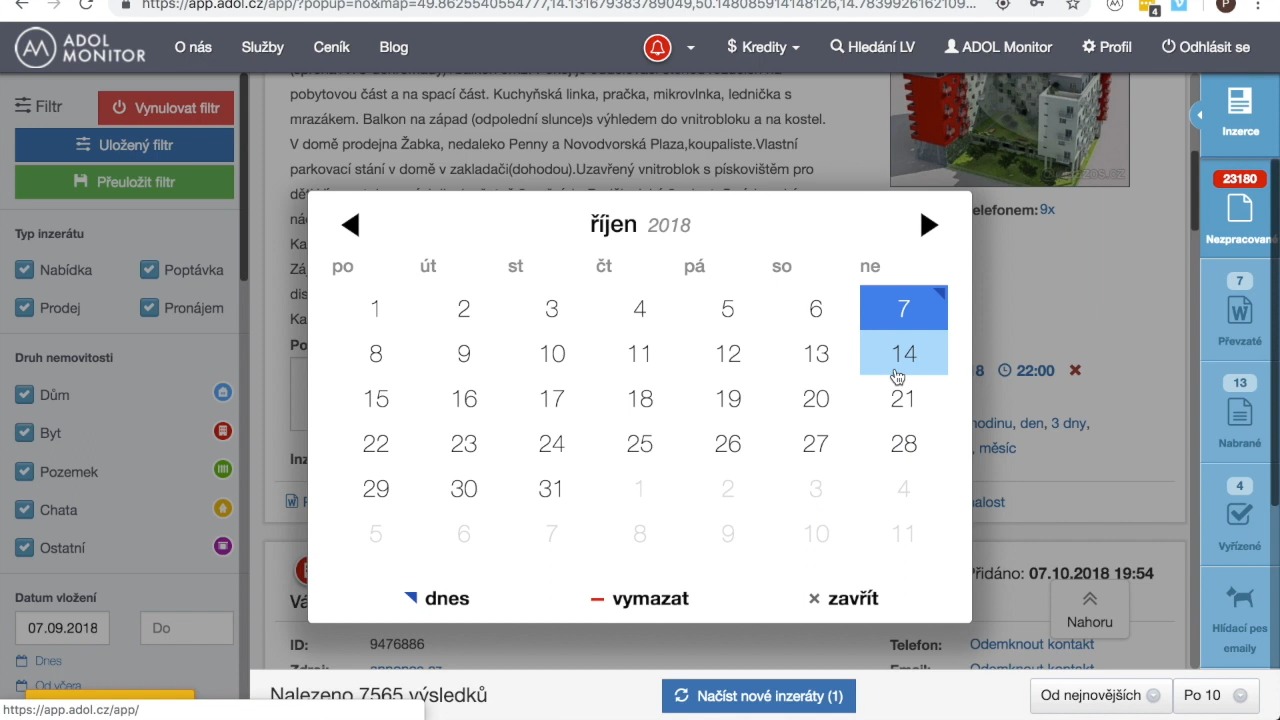 https://app.adol.cz/app/?popup=no&map=49.8625540554777,14.131679383789049,50.148085914148126,14.7839926162109...
4
P
ADOL
MONITOR
O nás
Služby
Ceník
Blog
$ Kredity
Hledání LV
ADOL Monitor
Profil
Odhlásit se
Filtr
Vynulovat filtr
Uložený filtr
Přeuložit filtr
Typ inzerátu
Nabídka
Poptávka
Prodej
Pronájem
Druh nemovitosti
Dům
Byt
Pozemek
Chata
Ostatní
Datum vložení
07.09.2018
Do
Dnes
Od včera
https://app.adol.cz/app/
pobytovou část a na spací část. Kuchyňská linka, pračka, mikrovlnka, lednička s
mrazákem. Balkon na západ (odpolední slunce)s výhledem do vnitrobloku a na kostel.
V domě prodejna Žabka, nedaleko Penny a Novodvorská Plaza,koupaliste.Vlastní
parkovací stání v domě v zakladači(dohodou).Uzavřený vnitroblok s pískovištěm pro
říjen 2018
po út st čt pá so ne
1 2 3 4 5 6 7
8 9 10 11 12 13 14
15 16 17 18 19 20 21
22 23 24 25 26 27 28
29 30 31 1 2 3 4
5 6 7 8 9 10 11
dnes
vymazat
× zavřít
elefonem: 9x
8 22:00
hodinu, den, 3 dny,
, měsíc
Přidáno: 07.10.2018 19:54
Nahoru
ID:
9476886
Telefon:
Odemknout kontakt
Nalezeno 7565 výsledků
Načíst nové inzeráty (1)
Od nejnovějších
Po 10
Inzerce
23180
Nezpracované
7
Převzaté
13
Nabrané
4
Vyřízené
Hlídací pes
emaily